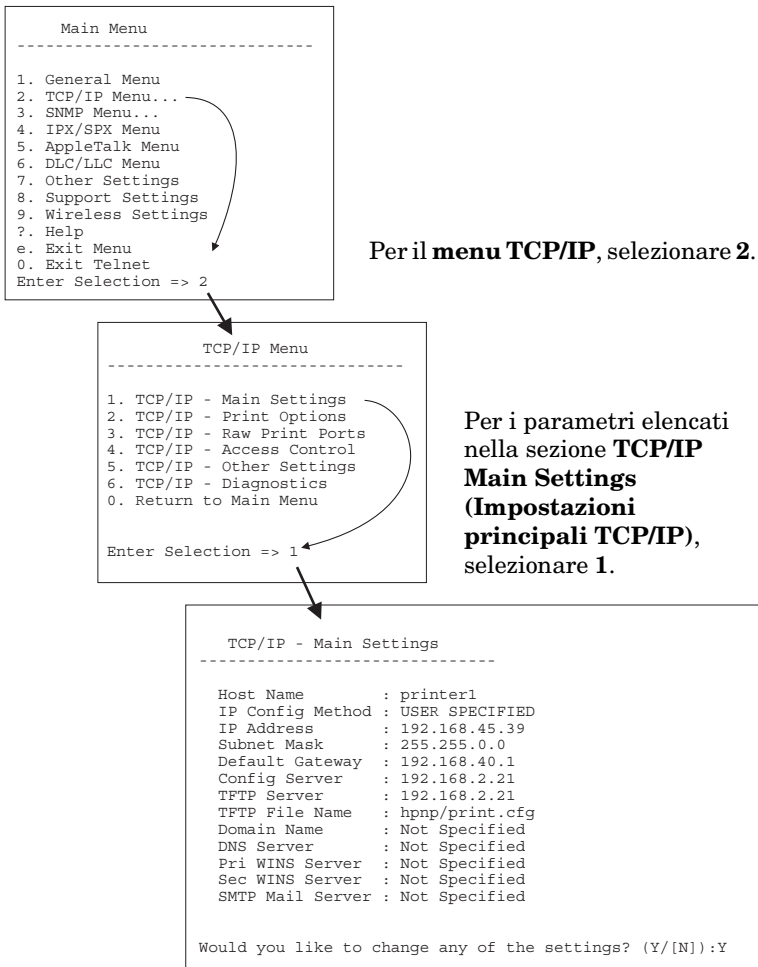 Main Menu
-------------------------------
1. General Menu
2. TCP/IP Menu...
3. SNMP Menu...
4. IPX/SPX Menu
5. AppleTalk Menu
6. DLC/LLC Menu
7. Other Settings
8. Support Settings
9. Wireless Settings
?. Help
e. Exit Menu
0. Exit Telnet
Enter Selection => 2
Per il menu TCP/IP, selezionare 2.
TCP/IP Menu
-------------------------------
1. TCP/IP - Main Settings
2. TCP/IP - Print Options
3. TCP/IP - Raw Print Ports
4. TCP/IP - Access Control
5. TCP/IP - Other Settings
6. TCP/IP - Diagnostics
0. Return to Main Menu
Enter Selection => 1
Per i parametri elencati
nella sezione TCP/IP
Main Settings
(Impostazioni
principali TCP/IP),
selezionare 1.
TCP/IP - Main Settings
-------------------------------
Host Name : printer1
IP Config Method : USER SPECIFIED
IP Address : 192.168.45.39
Subnet Mask : 255.255.0.0
Default Gateway : 192.168.40.1
Config Server : 192.168.2.21
TFTP Server : 192.168.2.21
TFTP File Name : hpnp/print.cfg
Domain Name : Not Specified
DNS Server : Not Specified
Pri WINS Server : Not Specified
Sec WINS Server : Not Specified
SMTP Mail Server : Not Specified
Would you like to change any of the settings? (Y/[N]):Y